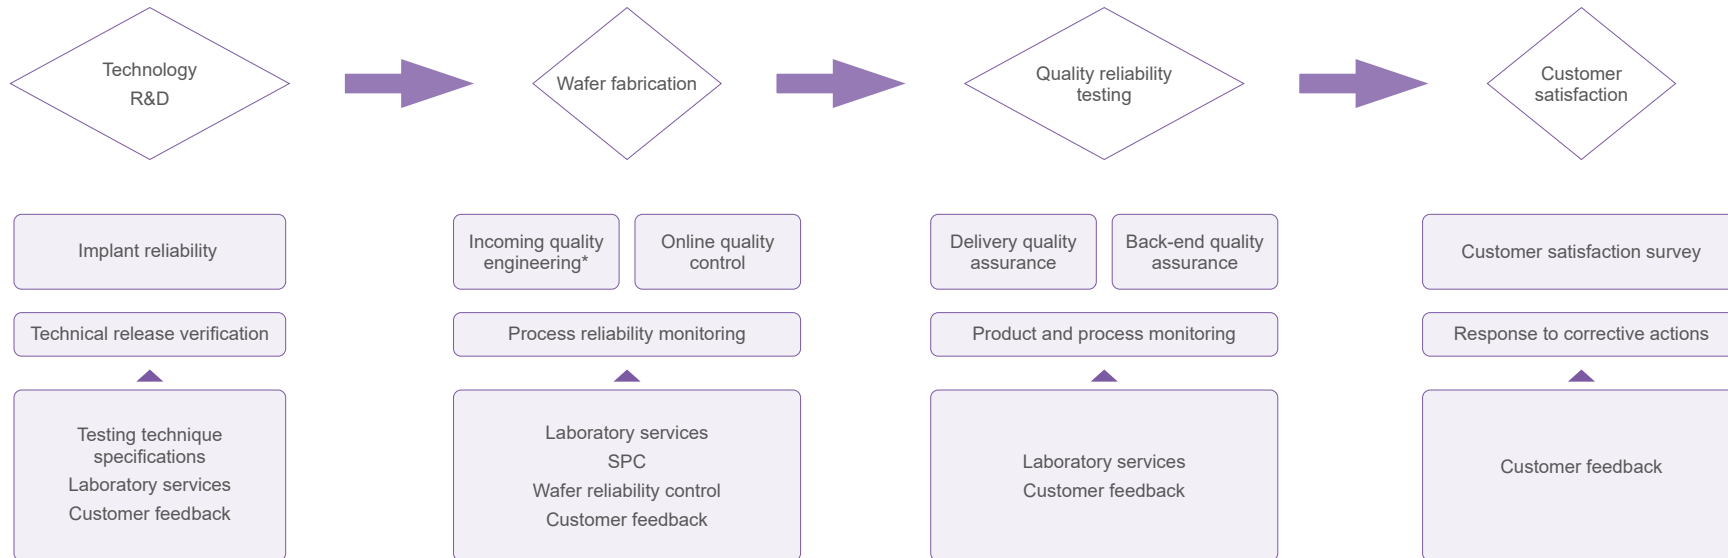 Technology
R&D
Wafer fabrication
Quality reliability
testing
Customer
satisfaction
Implant reliability
Incoming quality
engineering*
Online quality
control
Delivery quality
assurance
Back-end quality
assurance
Customer satisfaction survey
Technical release verification
Process reliability monitoring
Product and process monitoring
Response to corrective actions
Testing technique
specifications
Laboratory services
Customer feedback
Laboratory services
SPC
Wafer reliability control
Customer feedback
Laboratory services
Customer feedback
Customer feedback